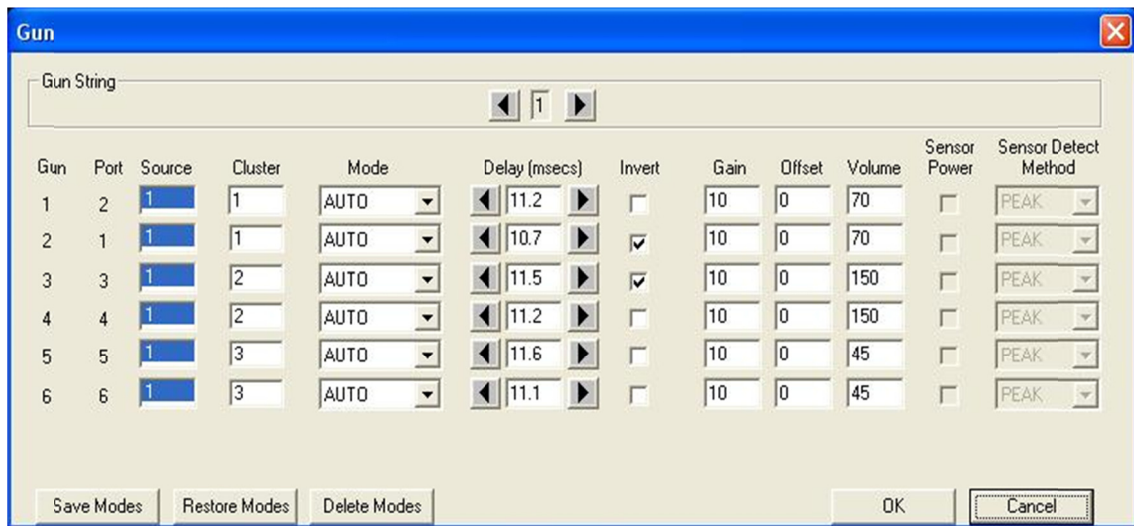 Gun
Gun String
1
Gun Port Source Cluster Mode Delay (msecs) Invert Gain Offset Volume Sensor Power Sensor Detect Method
1 2 1 1 AUTO 11.2 10 0 70 PEAK
2 1 1 1 AUTO 10.7 10 0 70 PEAK
3 3 1 2 AUTO 11.5 10 0 150 PEAK
4 4 1 2 AUTO 11.2 10 0 150 PEAK
5 5 1 3 AUTO 11.6 10 0 45 PEAK
6 6 1 3 AUTO 11.1 10 0 45 PEAK
Save Modes Restore Modes Delete Modes OK Cancel